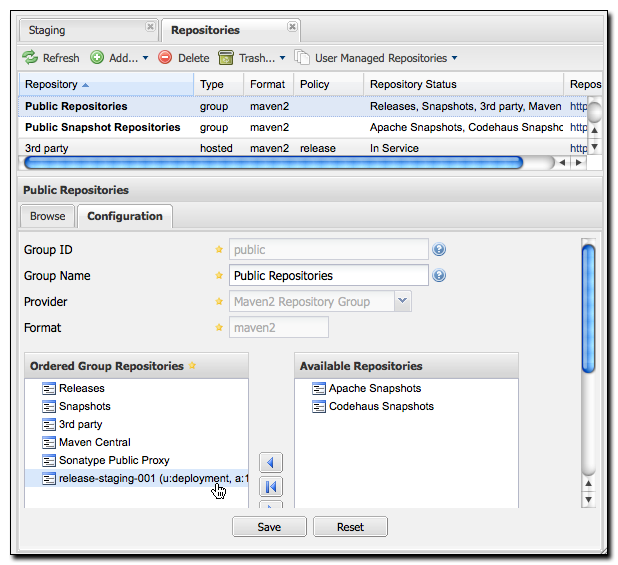 Staging Repositories
Refresh Add... Delete Trash... User Managed Repositories
Repository Type Format Policy Repository Status Repos
Public Repositories group maven2 Releases, Snapshots, 3rd party, Maven http
Public Snapshot Repositories group maven2 Apache Snapshots, Codehaus Snapsho http
3rd party hosted maven2 release In Service http
Public Repositories
Browse Configuration
Group ID public
Group Name Public Repositories
Provider Maven2 Repository Group
Format maven2
Ordered Group Repositories Available Repositories
Releases Apache Snapshots
Snapshots Codehaus Snapshots
3rd party
Maven Central
Sonatype Public Proxy
release-staging-001 (u:deployment, a:1
Save Reset